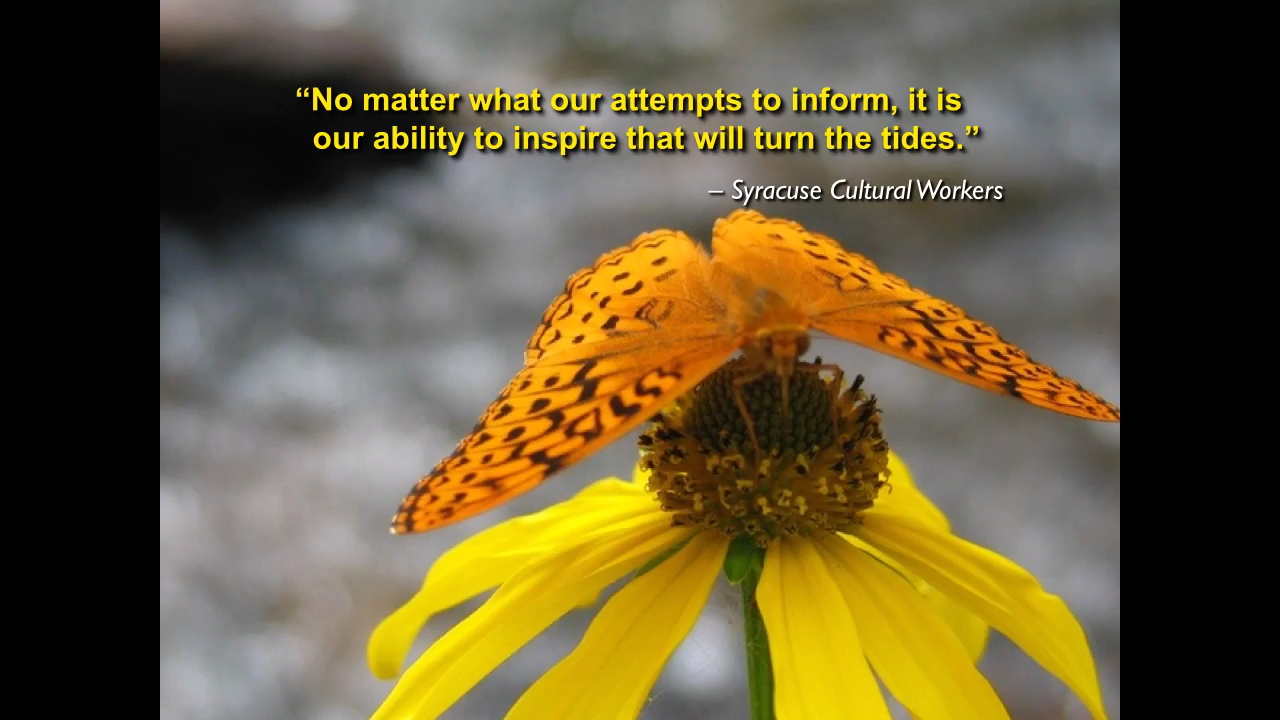 “No matter what our attempts to inform, it is
our ability to inspire that will turn the tides.”
– Syracuse Cultural Workers